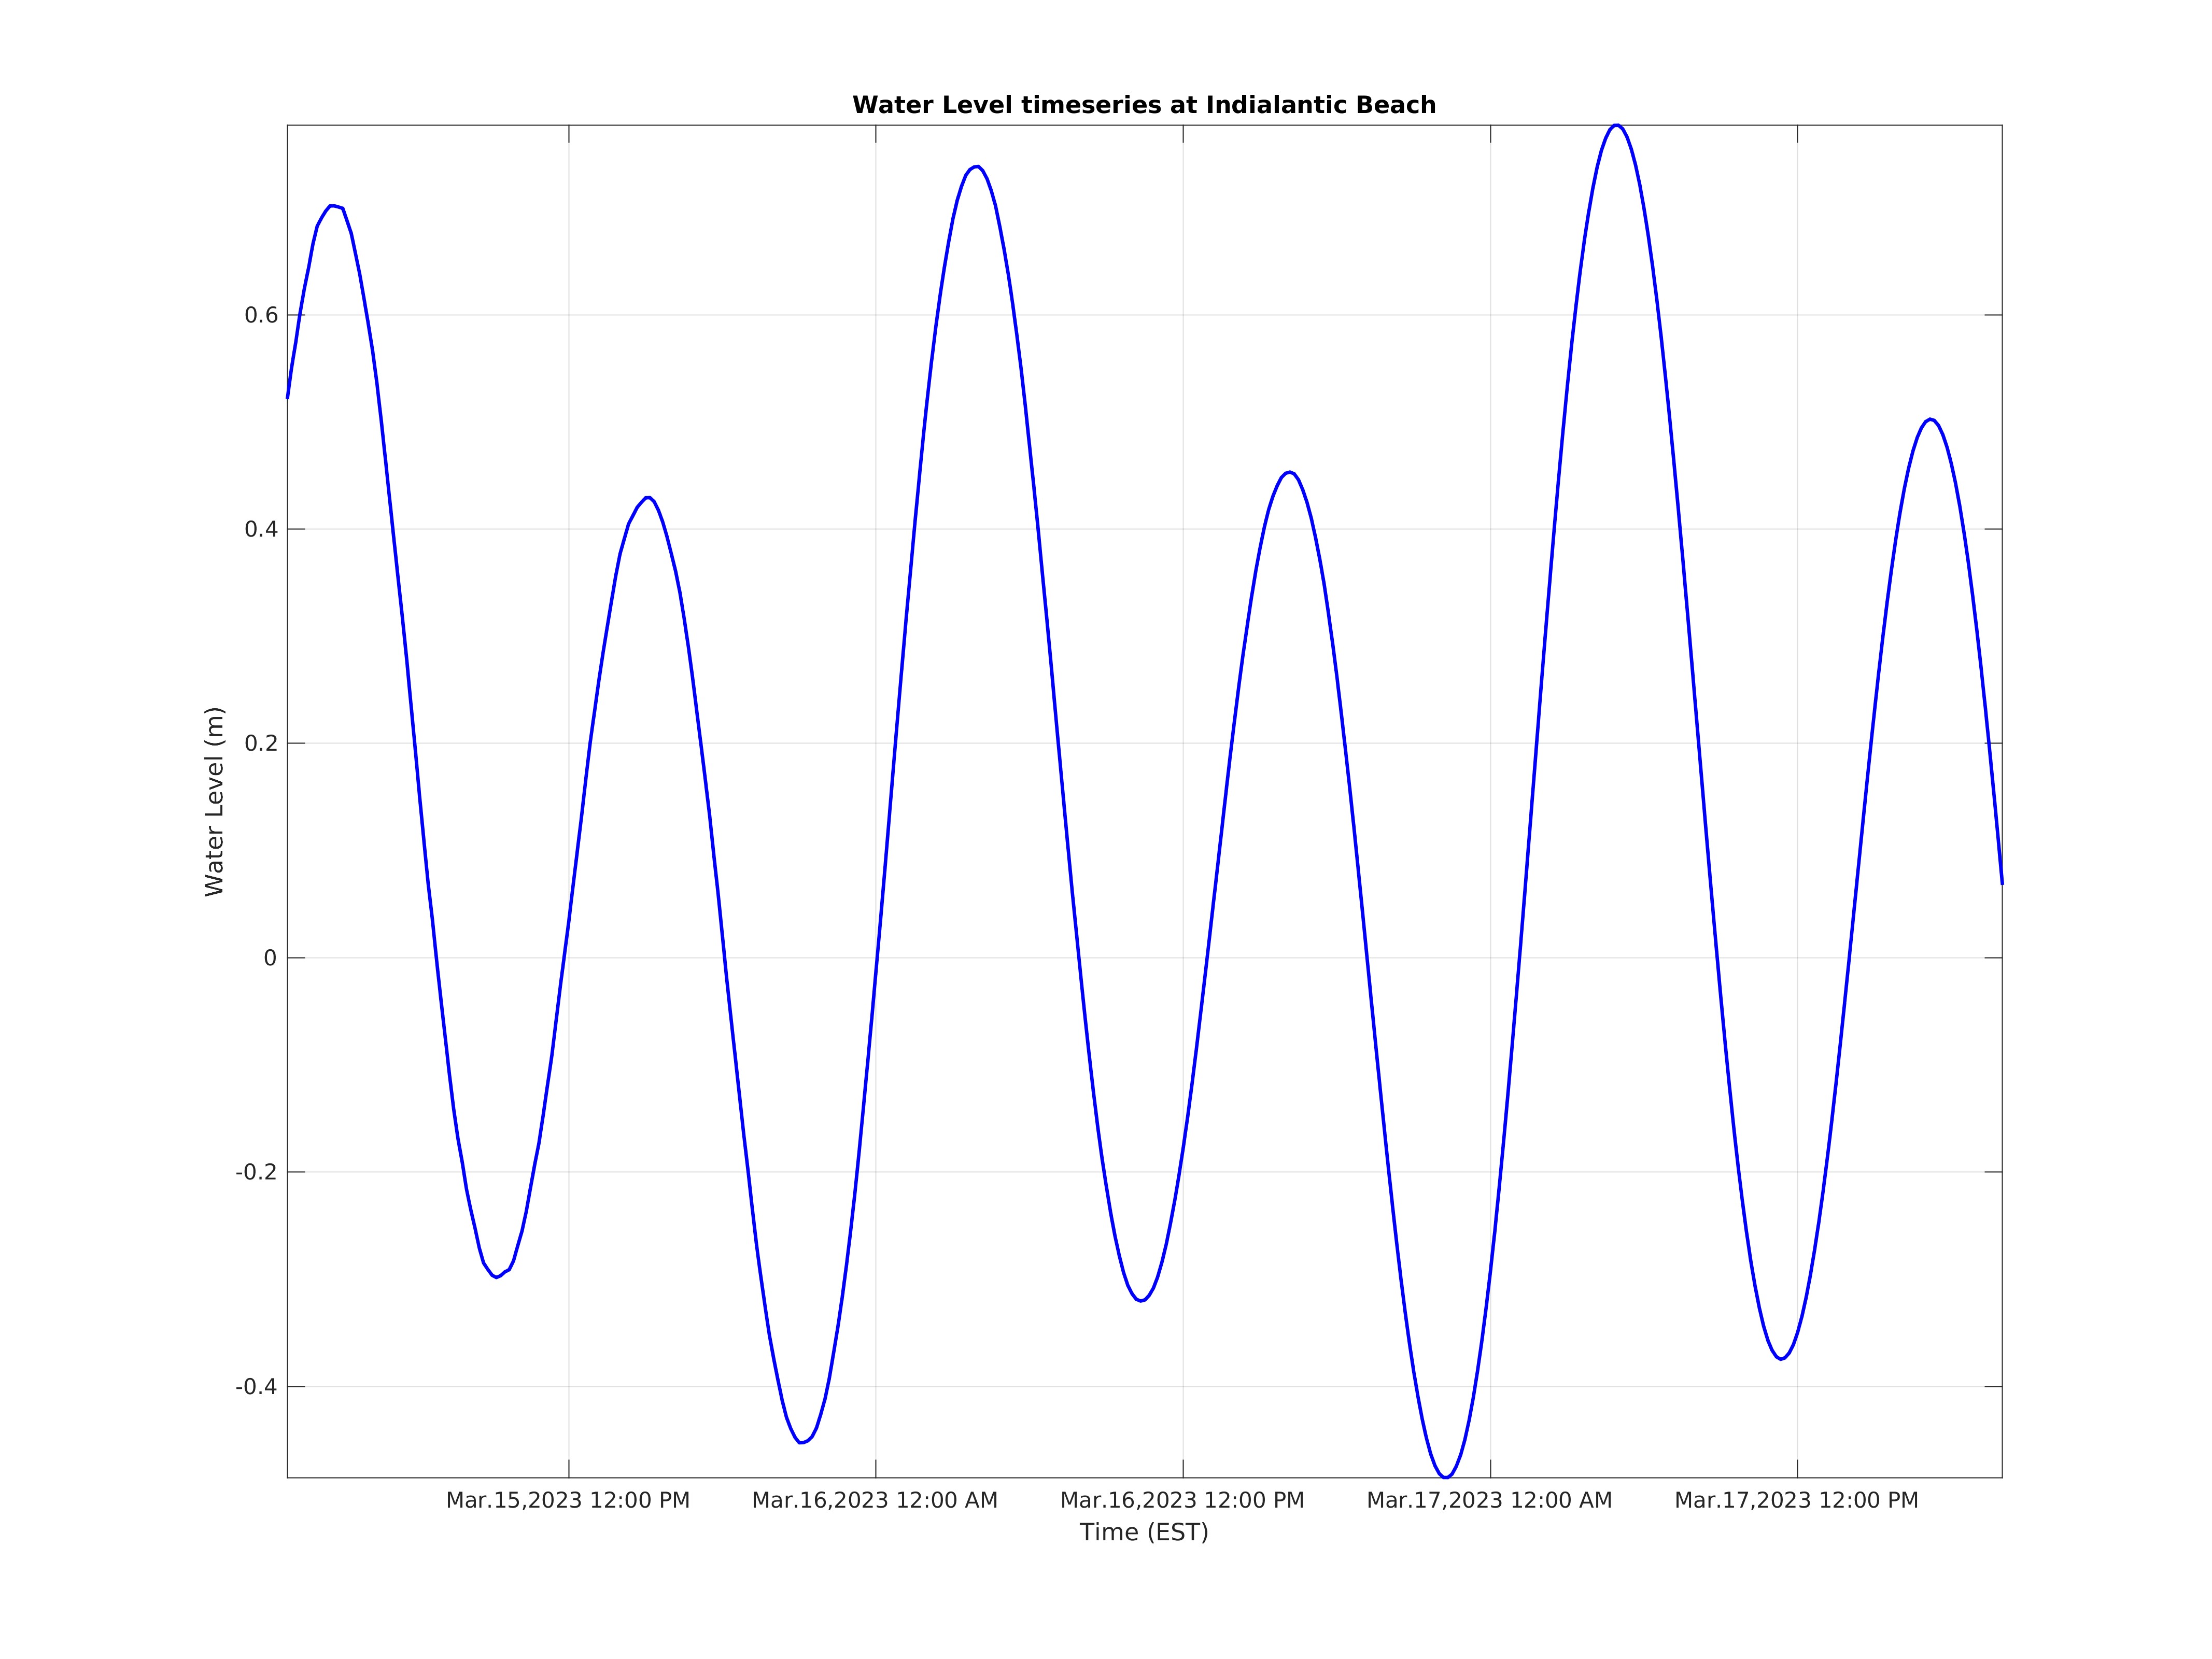 Water Level timeseries at Indialantic Beach
0.6
0.4
0.2
0
-0.2
-0.4
Water Level (m)
Mar.15,2023 12:00 PM Mar.16,2023 12:00 AM Mar.16,2023 12:00 PM Mar.17,2023 12:00 AM Mar.17,2023 12:00 PM
Time (EST)